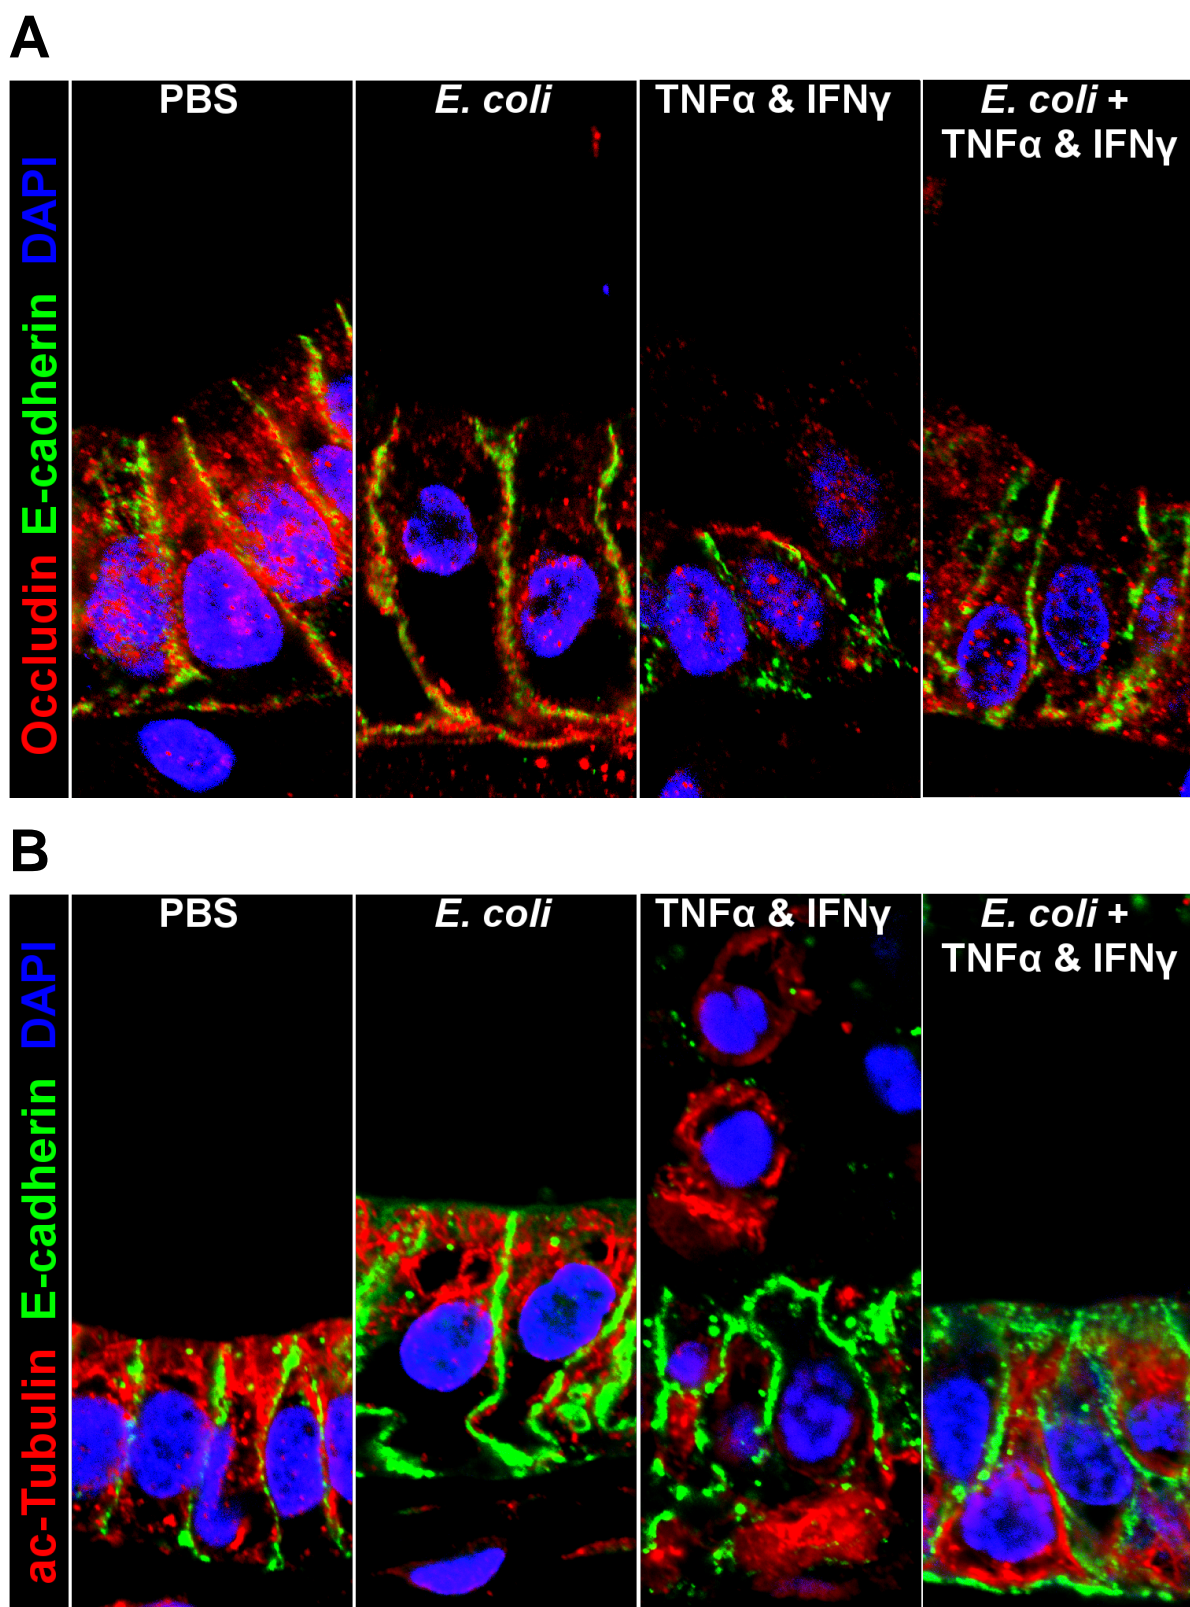 A
Occludin E-cadherin DAPI
PBS
E. coli
TNFα & IFNγ
E. coli +
TNFα & IFNγ
B
ac-Tubulin E-cadherin DAPI
PBS
E. coli
TNFα & IFNγ
E. coli +
TNFα & IFNγ